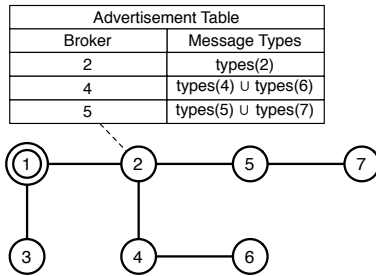 Advertisement Table
Broker Message Types
2 types(2)
4 types(4) ∪ types(6)
5 types(5) ∪ types(7)
1 2 5 7
3 4 6